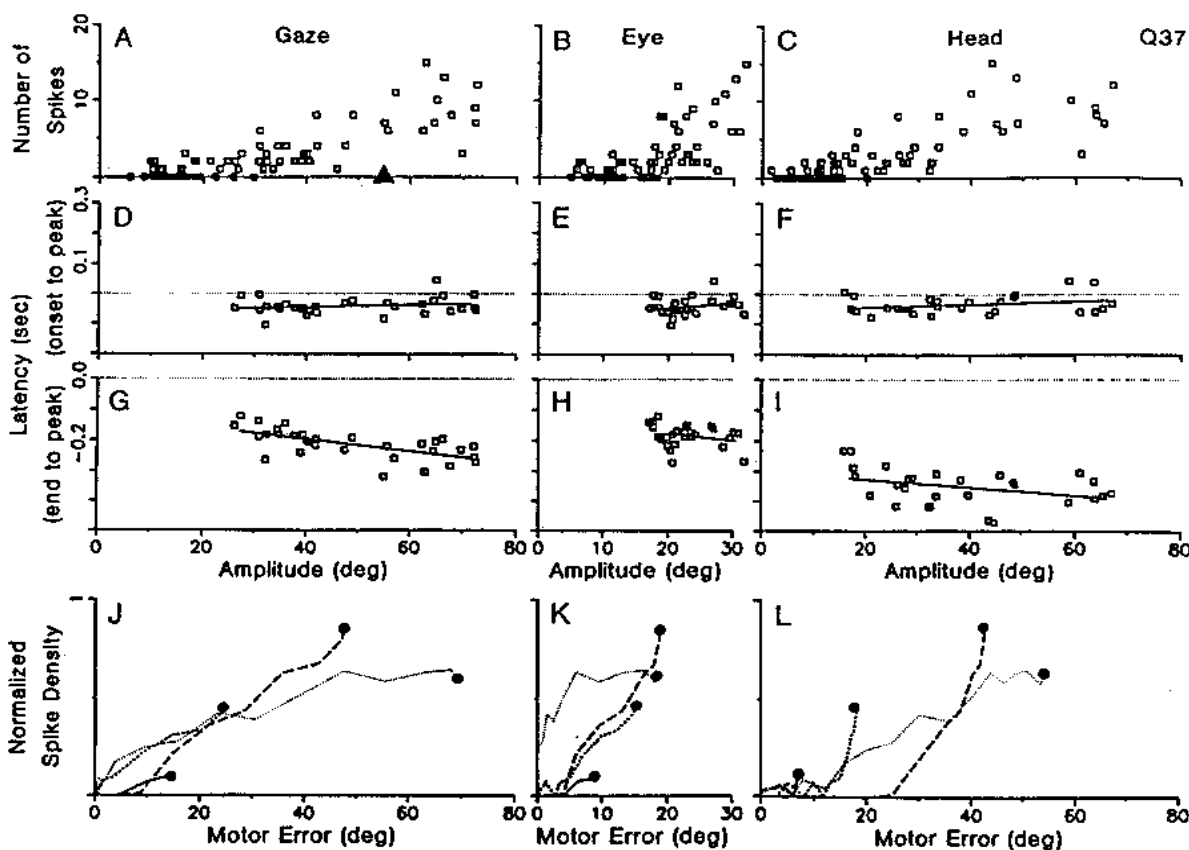 A Gaze
B Eye
C Head Q37
Number of
Spikes
20
10
D
E
F
Latency (sec)
(onset to peak)
0.3
0.1
G
H
I
(end to peak)
0.0
-0.2
0 20 40 60 80
0 10 20 30
0 20 40 60 80
Amplitude (deg)
Amplitude (deg)
Amplitude (deg)
J
K
L
Normalized
Spike Density
1
0 20 40 60 80
0 10 20 30
0 20 40 60 80
Motor Error (deg)
Motor Error (deg)
Motor Error (deg)